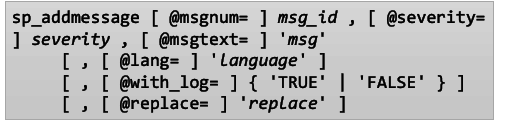 sp_addmessage [ @msgnum= ] msg_id , [ @severity=
] severity , [ @msgtext= ] 'msg'
[ , [ @lang= ] 'Language' ]
[ , [ @with_log= ] { 'TRUE' | 'FALSE' } ]
[ , [ @replace= ] 'replace' ]